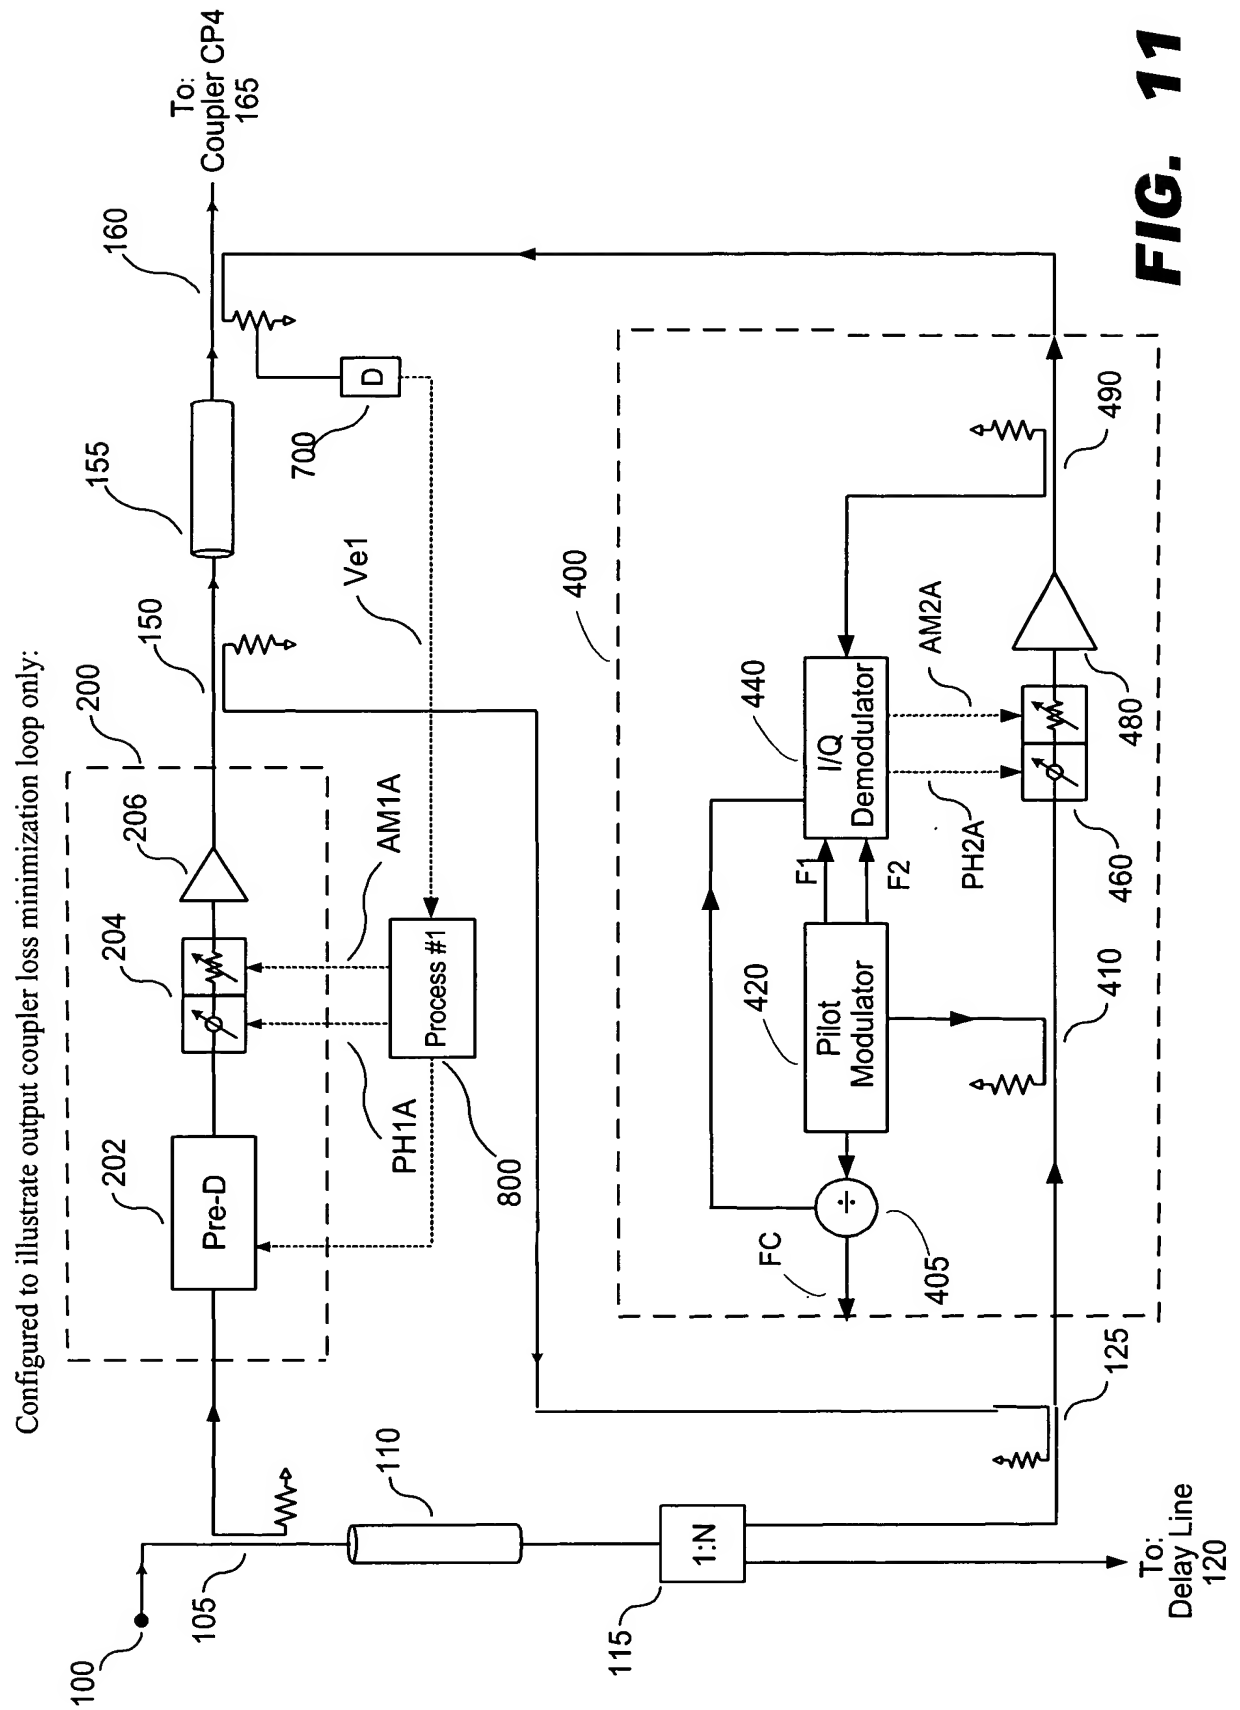 Configured to illustrate output coupler loss minimization loop only:
200
202
Pre-D
204
206
150
155
160
To:
Coupler CP4
165
PH1A
AM1A
Ve1
700
D
Process #1
800
100
105
110
115
1:N
To:
Delay Line
120
125
400
FC
405
÷
420
Pilot
Modulator
F1
F2
440
I/Q
Demodulator
PH2A
AM2A
410
460
480
490
FIG. 11